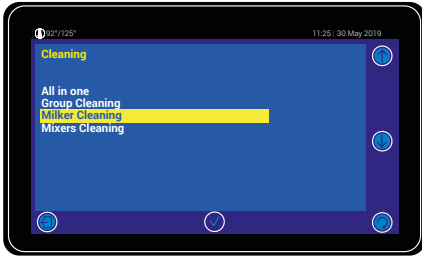 92°/125°
11:25 | 30 May 2019
Cleaning
All in one
Group Cleaning
Milker Cleaning
Mixers Cleaning